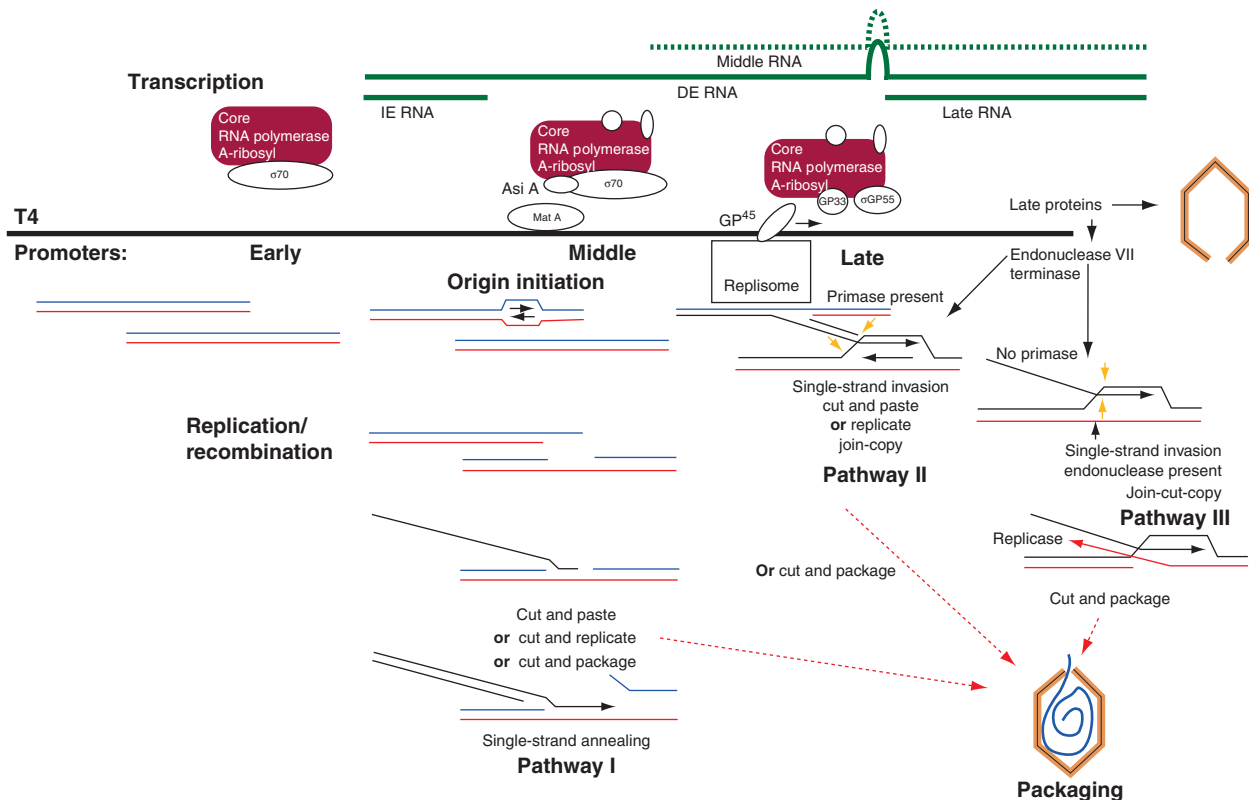 Middle RNA
Transcription
DE RNA
IE RNA
Late RNA
Core
RNA polymerase
A-ribosyl
σ70
Core
RNA polymerase
A-ribosyl
Asi A
σ70
Mat A
Core
RNA polymerase
A-ribosyl
GP33
σGP55
GP45
T4
Late proteins
Promoters:
Early
Middle
Late
Endonuclease VII
terminase
Origin initiation
Replisome
Primase present
No primase
Single-strand invasion
cut and paste
or replicate
join-copy
Pathway II
Replication/
recombination
Single-strand invasion
endonuclease present
Join-cut-copy
Pathway III
Replicase
Or cut and package
Cut and package
Cut and paste
or cut and replicate
or cut and package
Single-strand annealing
Pathway I
Packaging